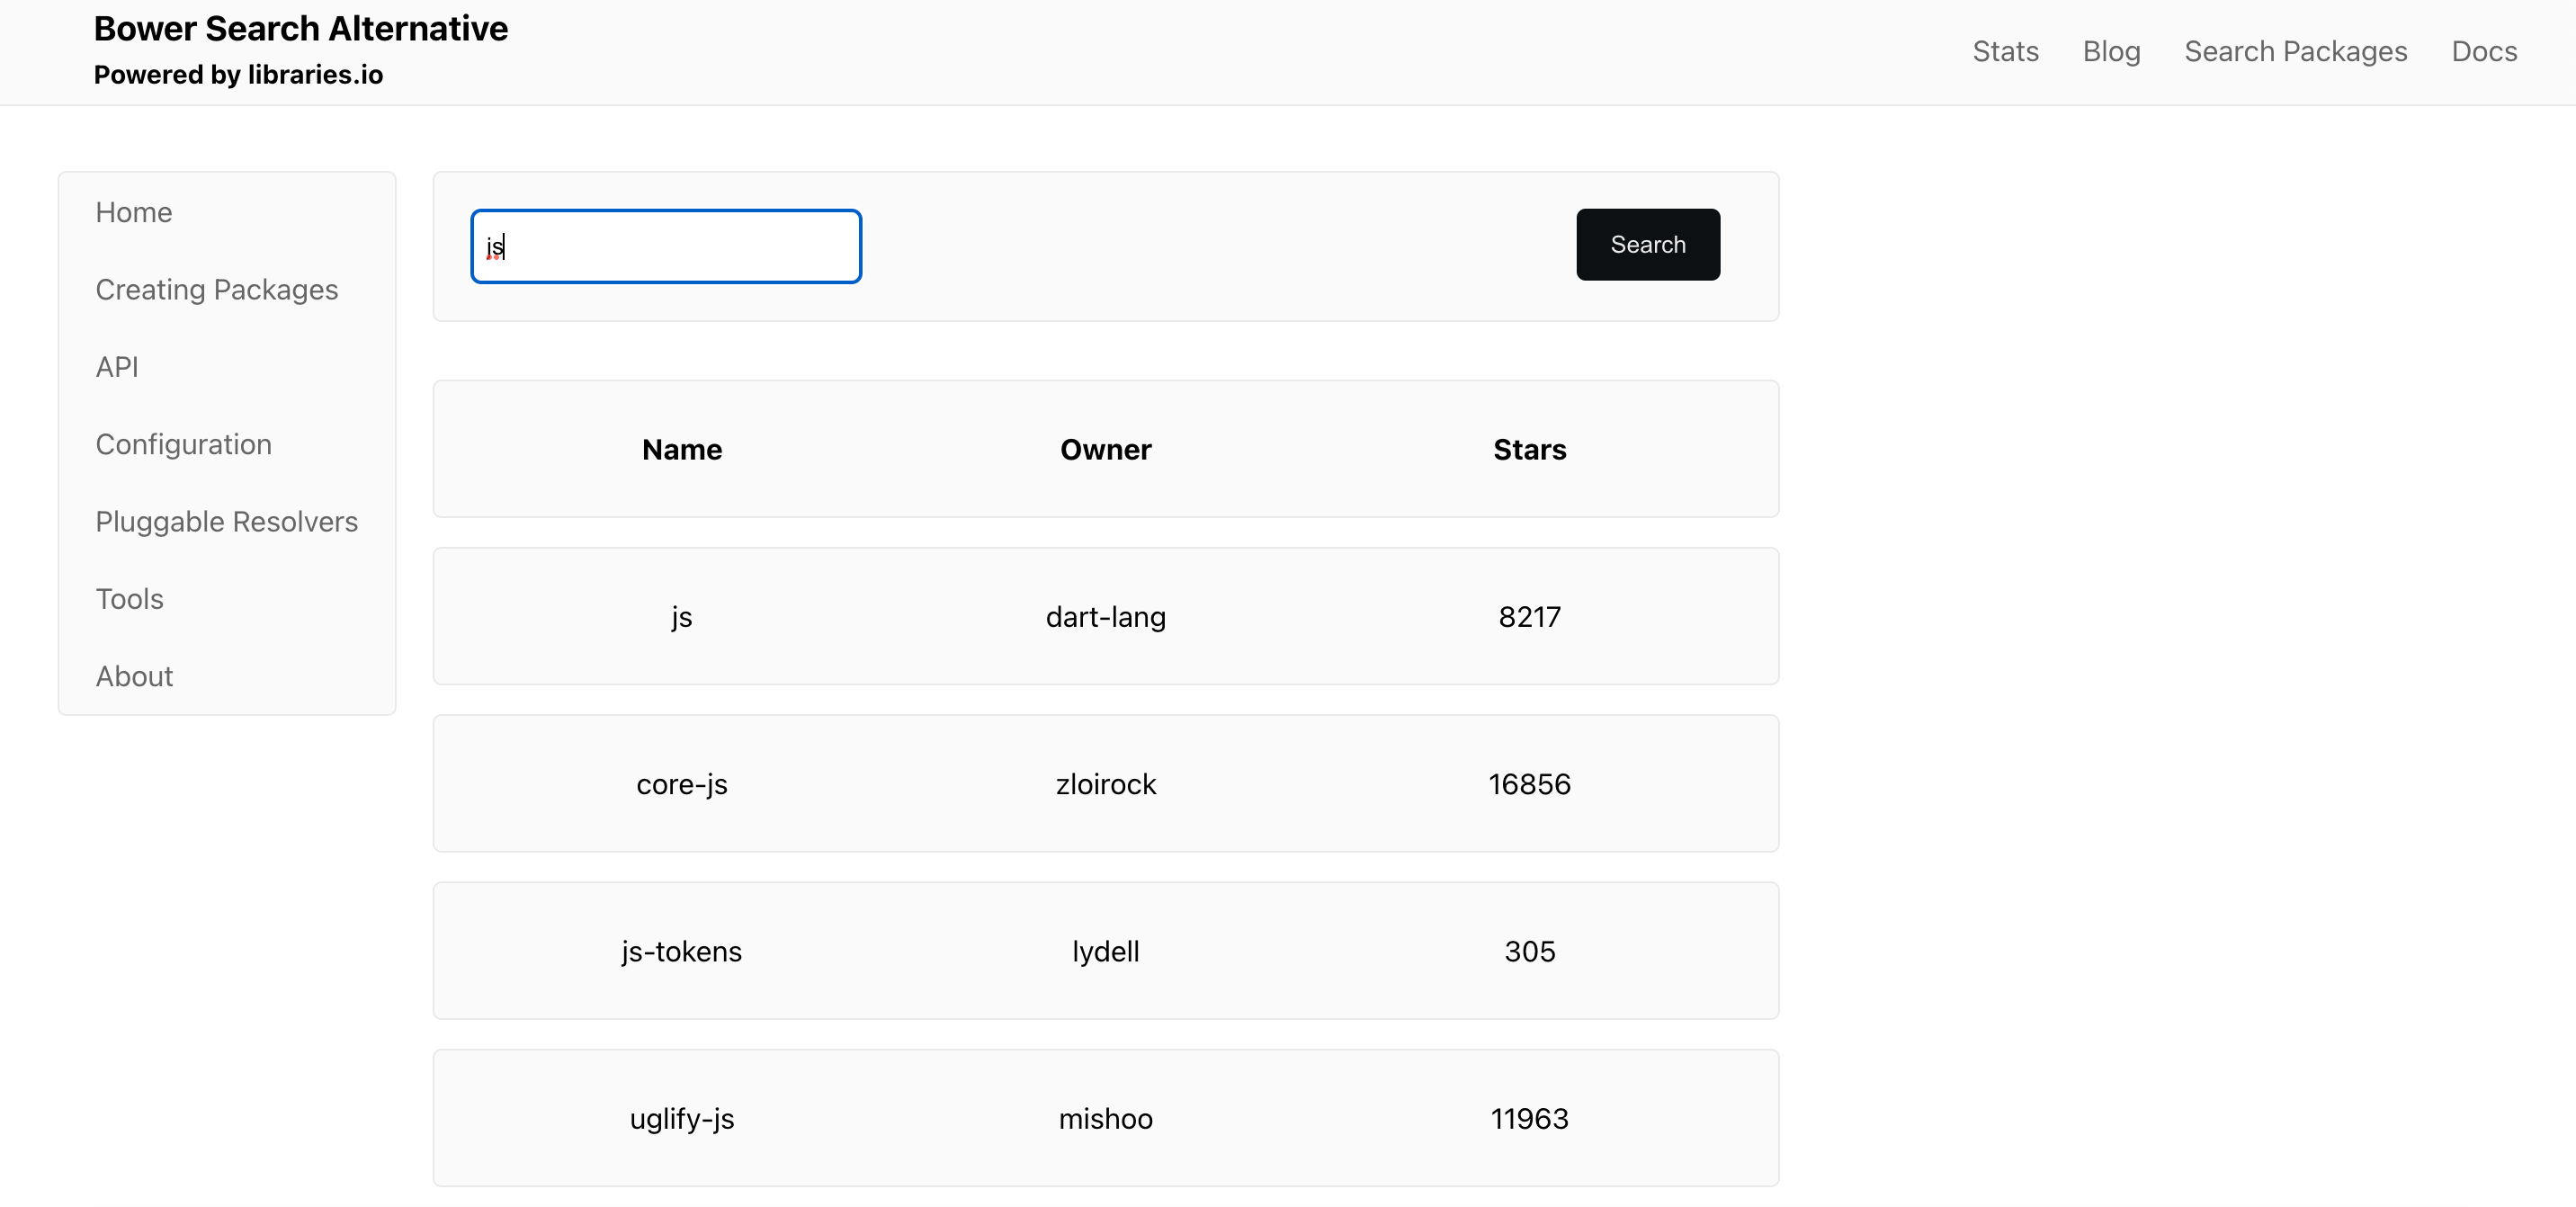 Bower Search Alternative
Powered by libraries.io
Stats Blog Search Packages Docs
Home
Creating Packages
API
Configuration
Pluggable Resolvers
Tools
About
js
Search
Name Owner Stars
js dart-lang 8217
core-js zloirock 16856
js-tokens lydell 305
uglify-js mishoo 11963